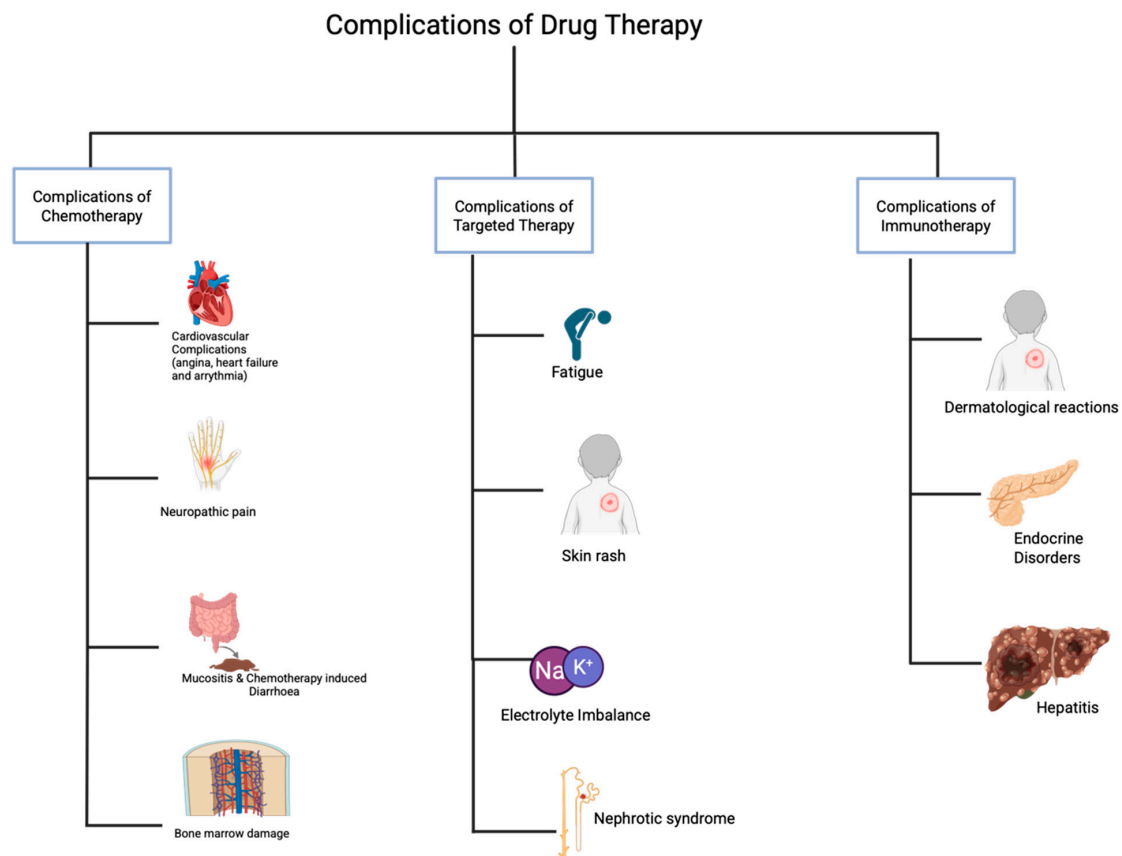 Complications of Drug Therapy
Complications of
Chemotherapy
Cardiovascular
Complications
(angina, heart failure
and arrythmia)
Neuropathic pain
Mucositis & Chemotherapy induced
Diarrhoea
Bone marrow damage
Complications of
Targeted Therapy
Fatigue
Skin rash
Na
K⁺
Electrolyte Imbalance
Nephrotic syndrome
Complications of
Immunotherapy
Dermatological reactions
Endocrine
Disorders
Hepatitis